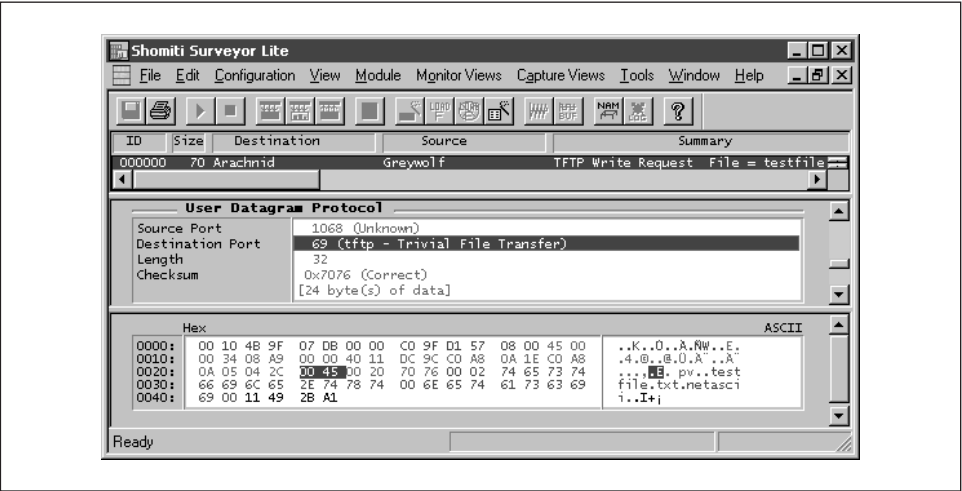 Shomiti Surveyor Lite
File Edit Configuration View Module Monitor Views Capture Views Tools Window Help
LOAD NAM
ID Size Destination Source Summary
000000 70 Arachnid Greywolf TFTP Write Request File = testfile
User Datagram Protocol
Source Port 1068 (Unknown)
Destination Port 69 (tftp - Trivial File Transfer)
Length 32
Checksum 0x7076 (Correct)
[24 byte(s) of data]
Hex ASCII
0000: 00 10 4B 9F 07 DB 00 00 C0 9F D1 57 08 00 45 00 ..K..Û..À.ÑW..E.
0010: 00 34 08 A9 00 00 40 11 DC 9C C0 A8 0A 1E C0 A8 .4.©..@.Ü.À¨..À¨
0020: 0A 05 04 2C 00 45 00 20 70 76 00 02 74 65 73 74 ...,.E. pv..test
0030: 66 69 6C 65 2E 74 78 74 00 6E 65 74 61 73 63 69 file.txt.netasci
0040: 69 00 11 49 2B A1 i..I+¡
Ready